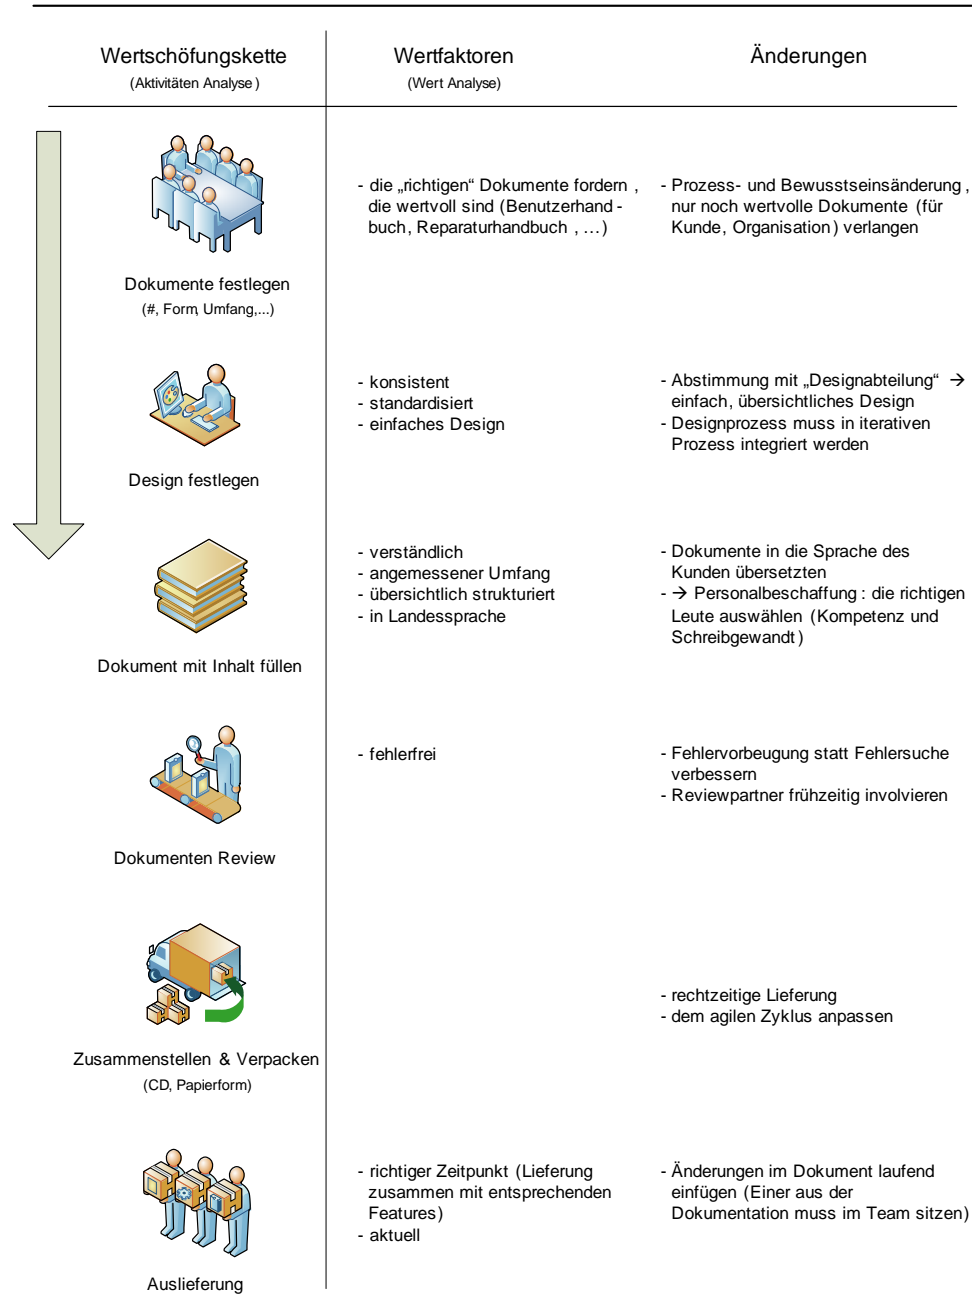 Wertschöfungskette
(Aktivitäten Analyse)
Wertfaktoren
(Wert Analyse)
Änderungen
Dokumente festlegen
(#, Form, Umfang,...)
- die „richtigen“ Dokumente fordern ,
die wertvoll sind (Benutzerhand -
buch, Reparaturhandbuch , …)
- Prozess- und Bewusstseinsänderung ,
nur noch wertvolle Dokumente (für
Kunde, Organisation) verlangen
Design festlegen
- konsistent
- standardisiert
- einfaches Design
- Abstimmung mit „Designabteilung“ →
einfach, übersichtliches Design
- Designprozess muss in iterativen
Prozess integriert werden
Dokument mit Inhalt füllen
- verständlich
- angemessener Umfang
- übersichtlich strukturiert
- in Landessprache
- Dokumente in die Sprache des
Kunden übersetzten
- → Personalbeschaffung : die richtigen
Leute auswählen (Kompetenz und
Schreibgewandt)
Dokumenten Review
- fehlerfrei
- Fehlervorbeugung statt Fehlersuche
verbessern
- Reviewpartner frühzeitig involvieren
Zusammenstellen & Verpacken
(CD, Papierform)
- rechtzeitige Lieferung
- dem agilen Zyklus anpassen
Auslieferung
- richtiger Zeitpunkt (Lieferung
zusammen mit entsprechenden
Features)
- aktuell
- Änderungen im Dokument laufend
einfügen (Einer aus der
Dokumentation muss im Team sitzen)